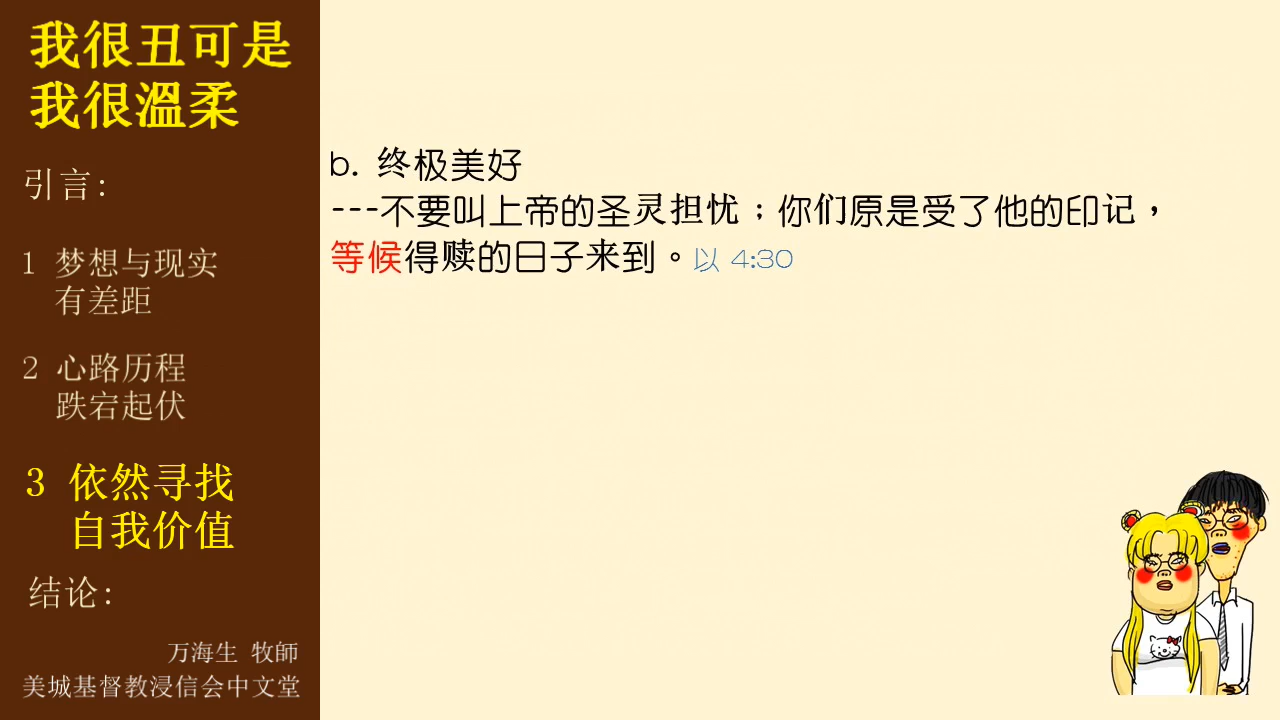 我很丑可是
我很溫柔
引言:
1 梦想与现实
有差距
2 心路历程
跌宕起伏
3 依然寻找
自我价值
结论:
万海生 牧師
美城基督教浸信会中文堂
b. 终极美好
---不要叫上帝的圣灵担忧；你们原是受了他的印记，
等候得赎的日子来到。以 4:30